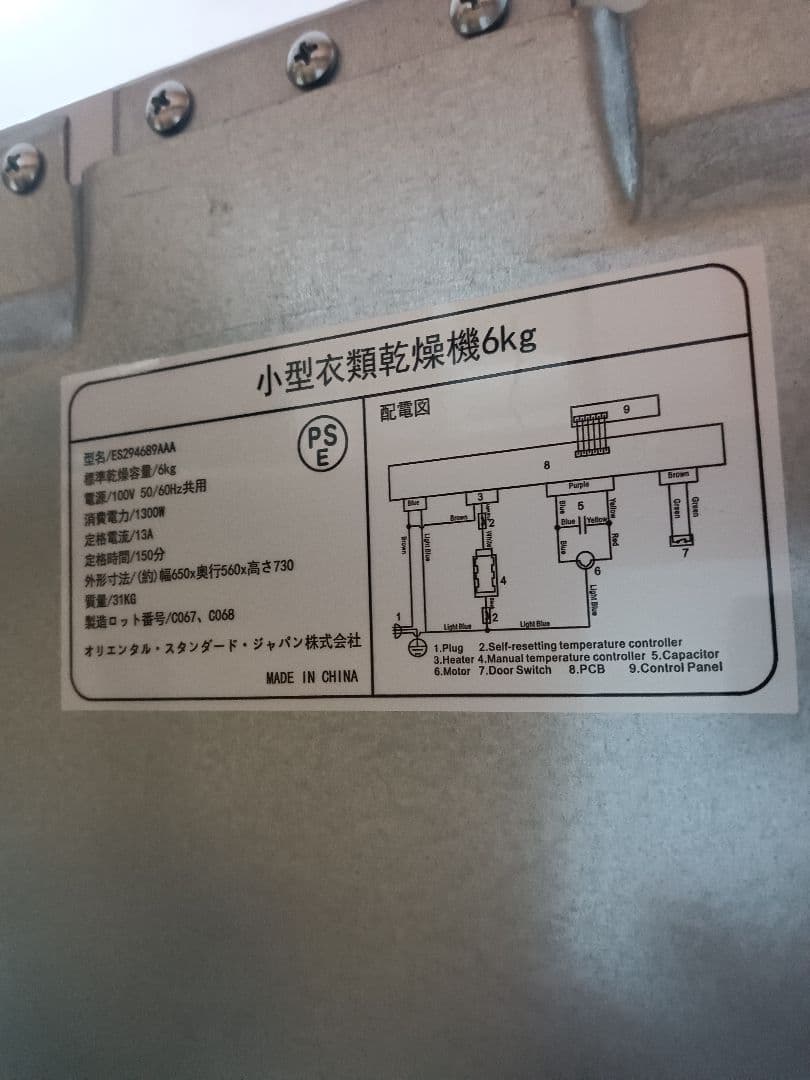 小型衣類乾燥機6kg
型名/ES294689AAA
標準乾燥容量/6kg
電源/100V 50/60Hz共用
消費電力/1300W
定格電流/13A
定格時間/150分
外形寸法/(約)幅650x奥行560x高さ730
質量/31KG
製造ロット番号/C067、C068
オリエンタル・スタンダード・ジャパン株式会社
MADE IN CHINA
PS
E
配電図
9
8
Blue
3
Purple
Brown
Brown
2
Blue
5
Yellow
Blue
Yellow
Green
Green
Brown
Light Blue
White
Blue
Red
7
4
6
Light Blue
2
1
Light Blue
Light Blue
1.Plug 2.Self-resetting temperature controller
3.Heater 4.Manual temperature controller 5.Capacitor
6.Motor 7.Door Switch 8.PCB 9.Control Panel